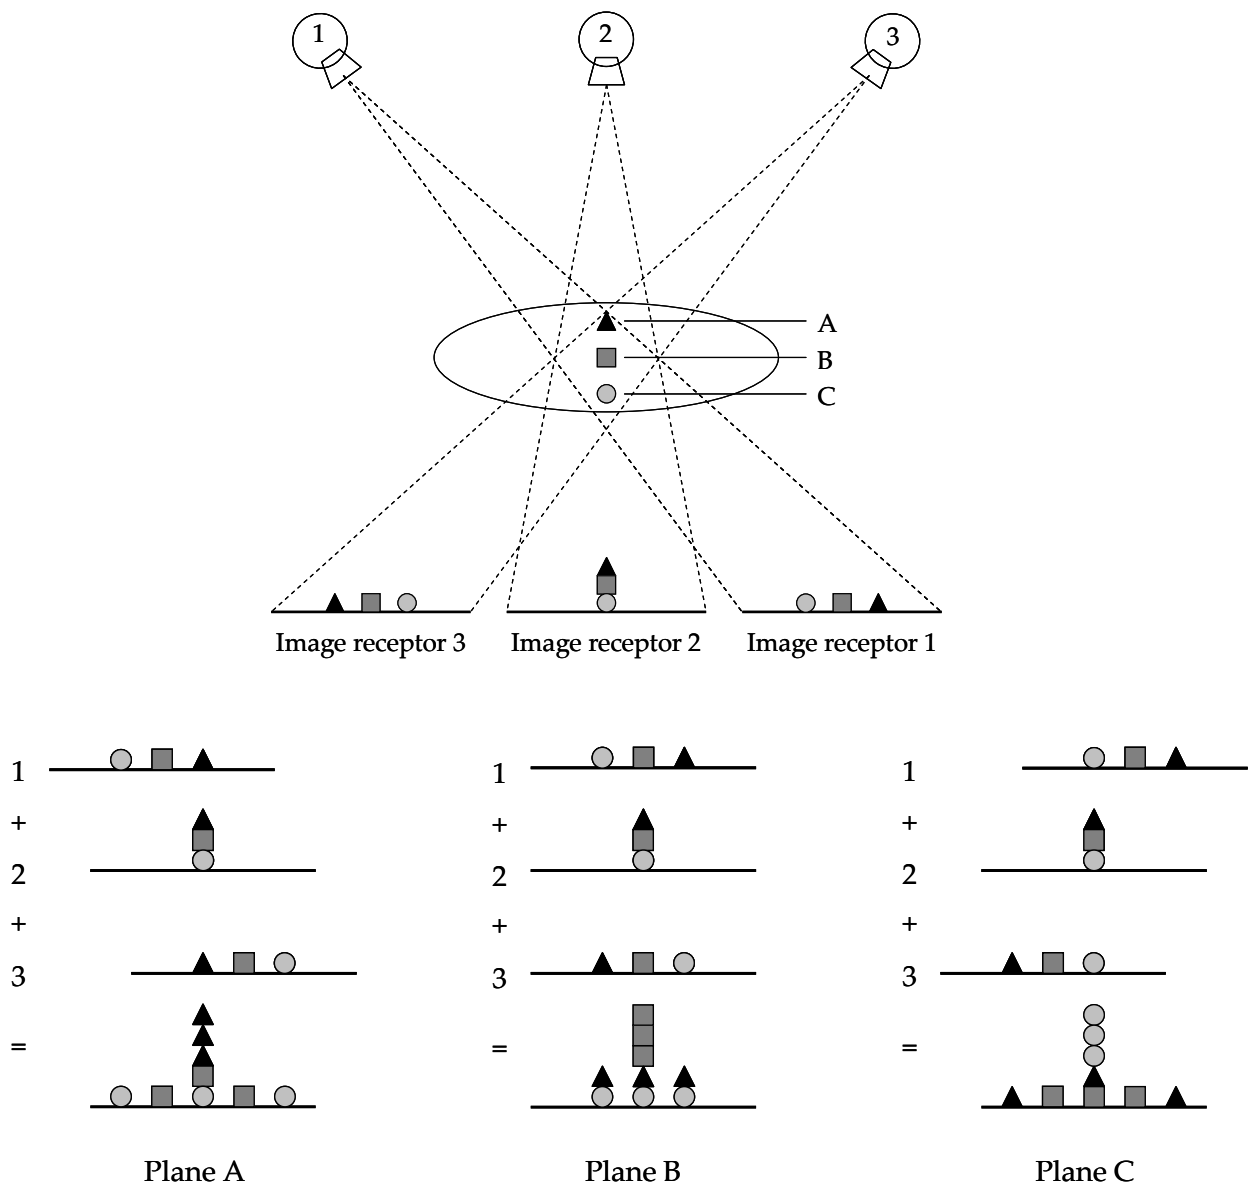 1 2 3
A
B
C
Image receptor 3 Image receptor 2 Image receptor 1
1 1 1
+ + +
2 2 2
+ + +
3 3 3
= = =
Plane A Plane B Plane C